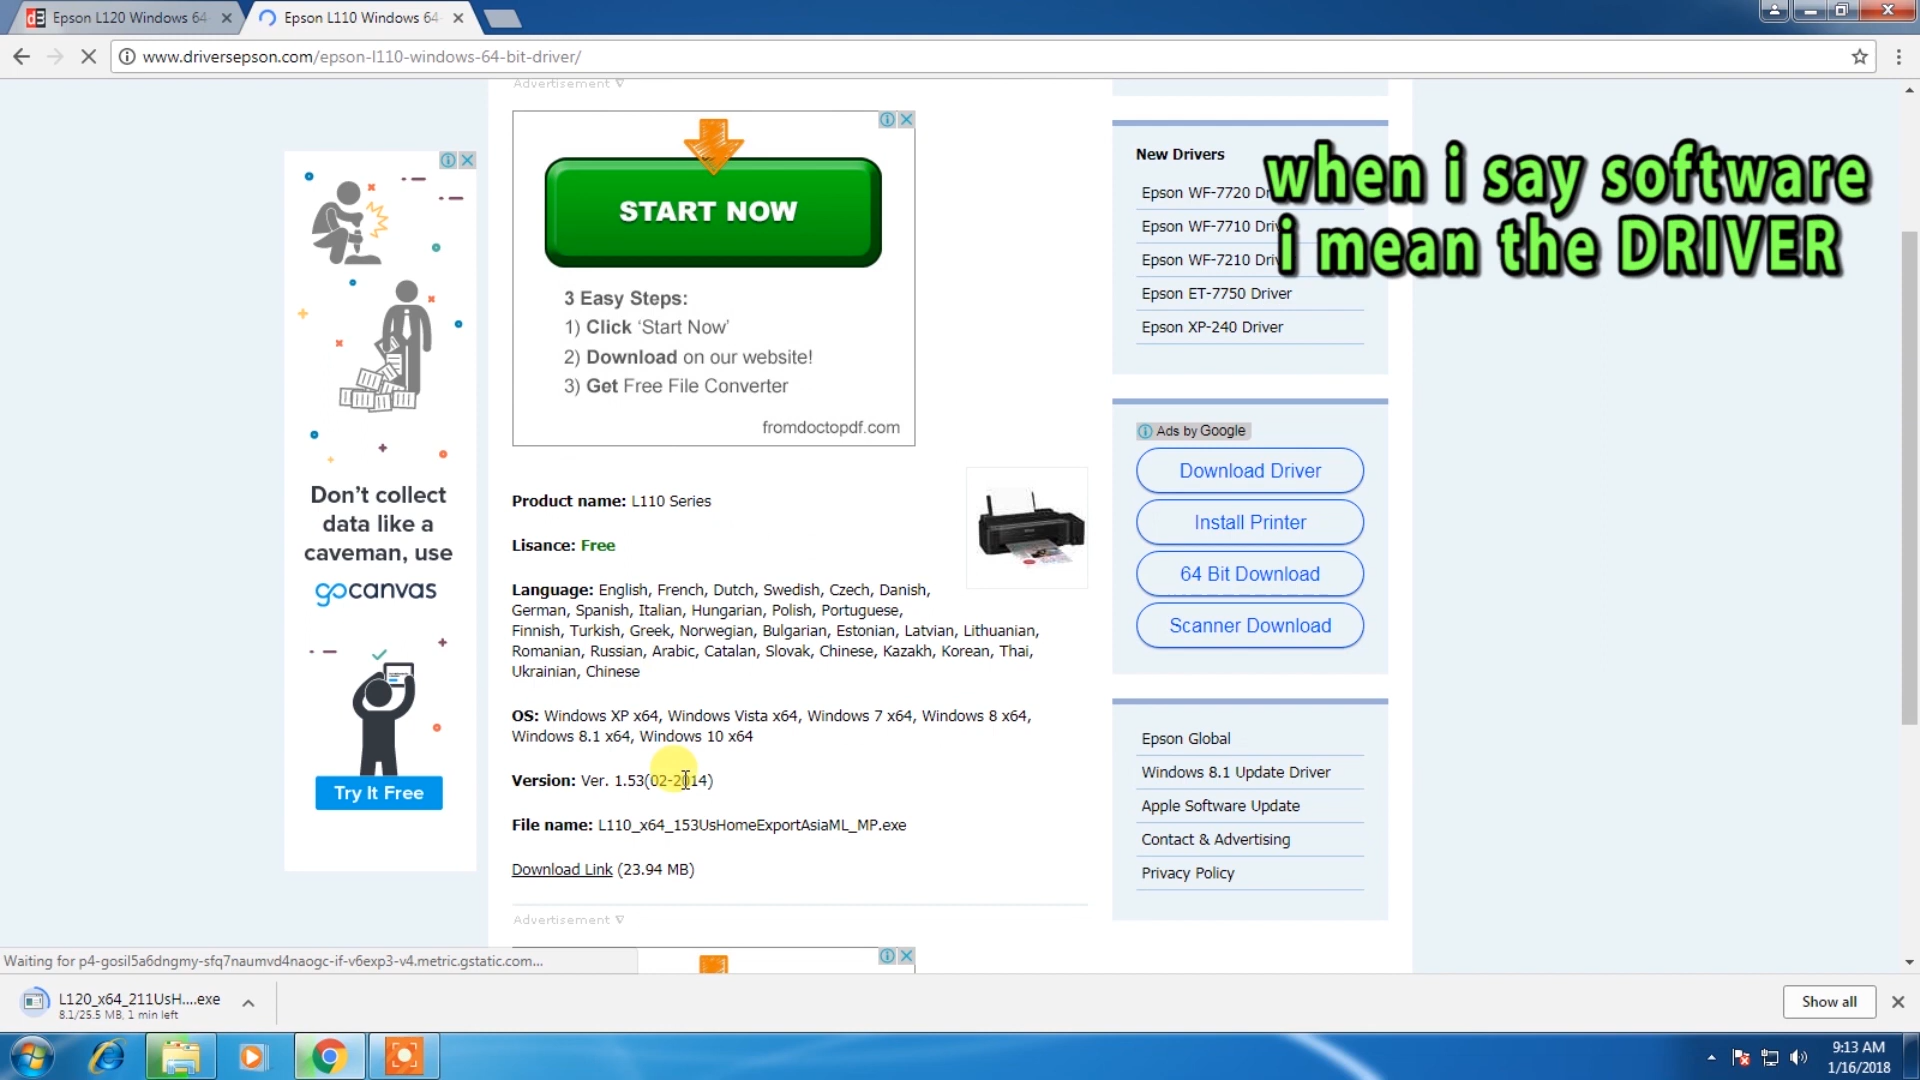 Epson L120 Windows 64-
Epson L110 Windows 64-
www.driversepson.com/epson-l110-windows-64-bit-driver/
Advertisement
START NOW
3 Easy Steps:
1) Click 'Start Now'
2) Download on our website!
3) Get Free File Converter
fromdoctopdf.com
Don't collect
data like a
caveman, use
gocanvas
Try It Free
Product name: L110 Series
Lisance: Free
Language: English, French, Dutch, Swedish, Czech, Danish,
German, Spanish, Italian, Hungarian, Polish, Portuguese,
Finnish, Turkish, Greek, Norwegian, Bulgarian, Estonian, Latvian, Lithuanian,
Romanian, Russian, Arabic, Catalan, Slovak, Chinese, Kazakh, Korean, Thai,
Ukrainian, Chinese
OS: Windows XP x64, Windows Vista x64, Windows 7 x64, Windows 8 x64,
Windows 8.1 x64, Windows 10 x64
Version: Ver. 1.53(02-2014)
File name: L110_x64_153UsHomeExportAsiaML_MP.exe
Download Link (23.94 MB)
Advertisement
New Drivers
Epson WF-7720 Dr
Epson WF-7710 Driv
Epson WF-7210 Driv
Epson ET-7750 Driver
Epson XP-240 Driver
when i say software
i mean the DRIVER
Ads by Google
Download Driver
Install Printer
64 Bit Download
Scanner Download
Epson Global
Windows 8.1 Update Driver
Apple Software Update
Contact & Advertising
Privacy Policy
Waiting for p4-gosil5a6dngmy-sfq7naumvd4naogc-if-v6exp3-v4.metric.gstatic.com...
L120_x64_211UsH....exe
8.1/25.5 MB, 1 min left
Show all
9:13 AM
1/16/2018